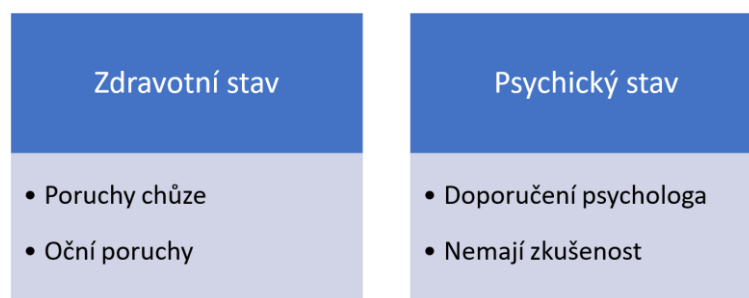 Zdravotní stav
• Poruchy chůze
• Oční poruchy
Psychický stav
• Doporučení psychologa
• Nemají zkušenost